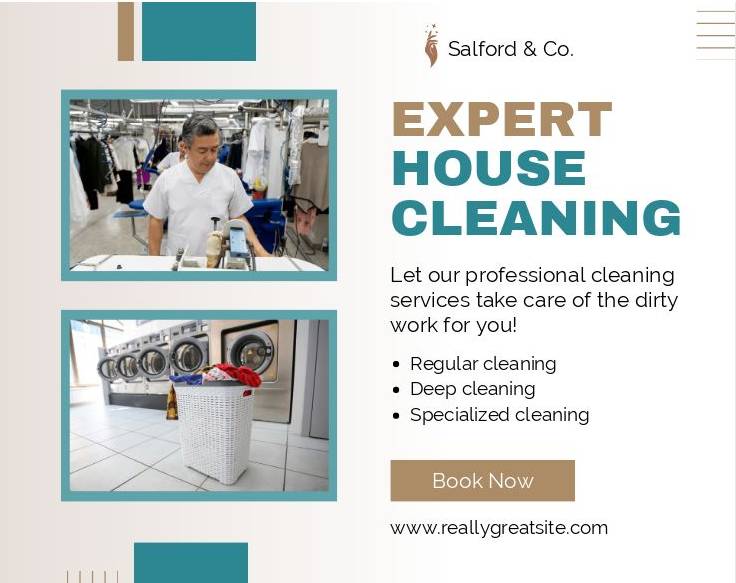 Salford & Co.
EXPERT
HOUSE
CLEANING
Let our professional cleaning
services take care of the dirty
work for you!
• Regular cleaning
• Deep cleaning
• Specialized cleaning
Book Now
www.reallygreatsite.com